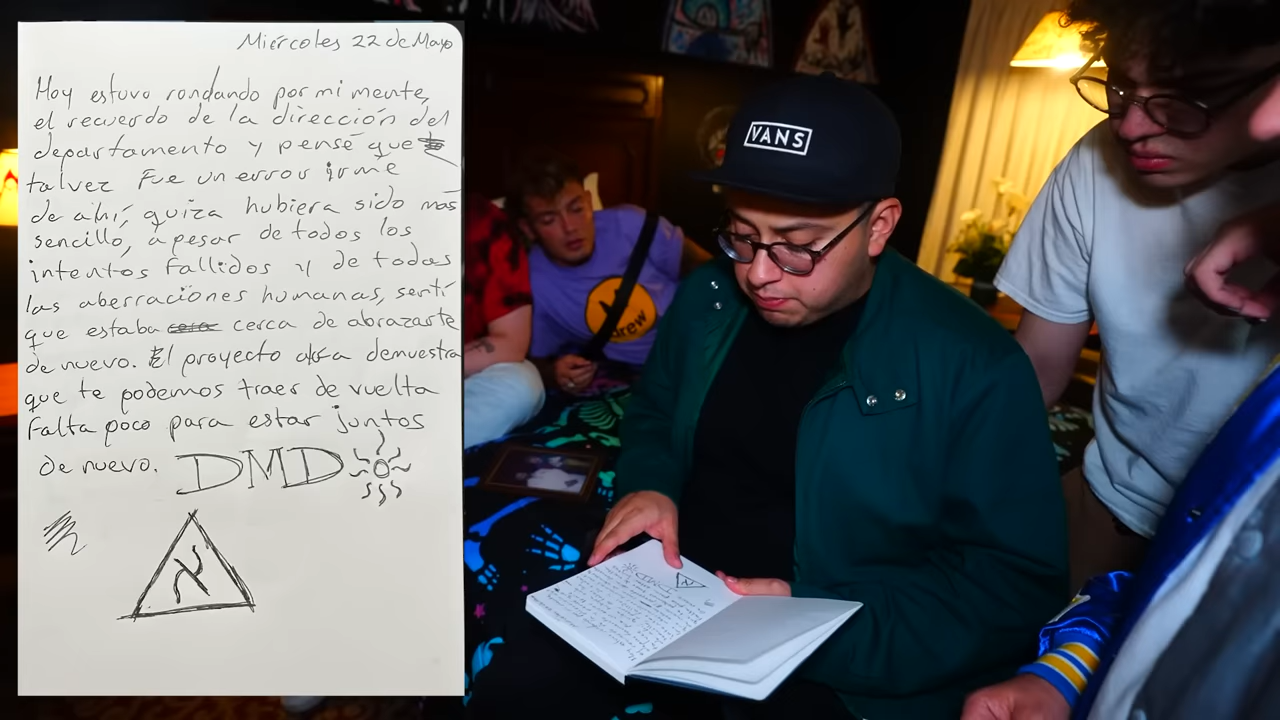 Miércoles 22 de Mayo
Hoy estuvo rondando por mi mente,
el recuerdo de la dirección del
departamento y pensé que
talvez fue un error irme
de ahí, quiza hubiera sido más
sencillo, apesar de todos los
intentos fallidos y de todas
las aberraciones humanas, sertí
que estaba cerca de abrazarte
de nuevo. El proyecto demuestra
que te podemos traer de vuelta
falta poco para estar juntos
de nuevo. DMD
VANS
drew